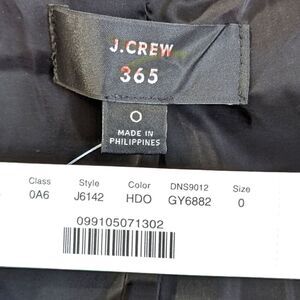 J.CREW
365
0
MADE IN
PHILIPPINES
Class Style Color DNS9012 Size
0A6 J6142 HDO GY6882 0
099105071302